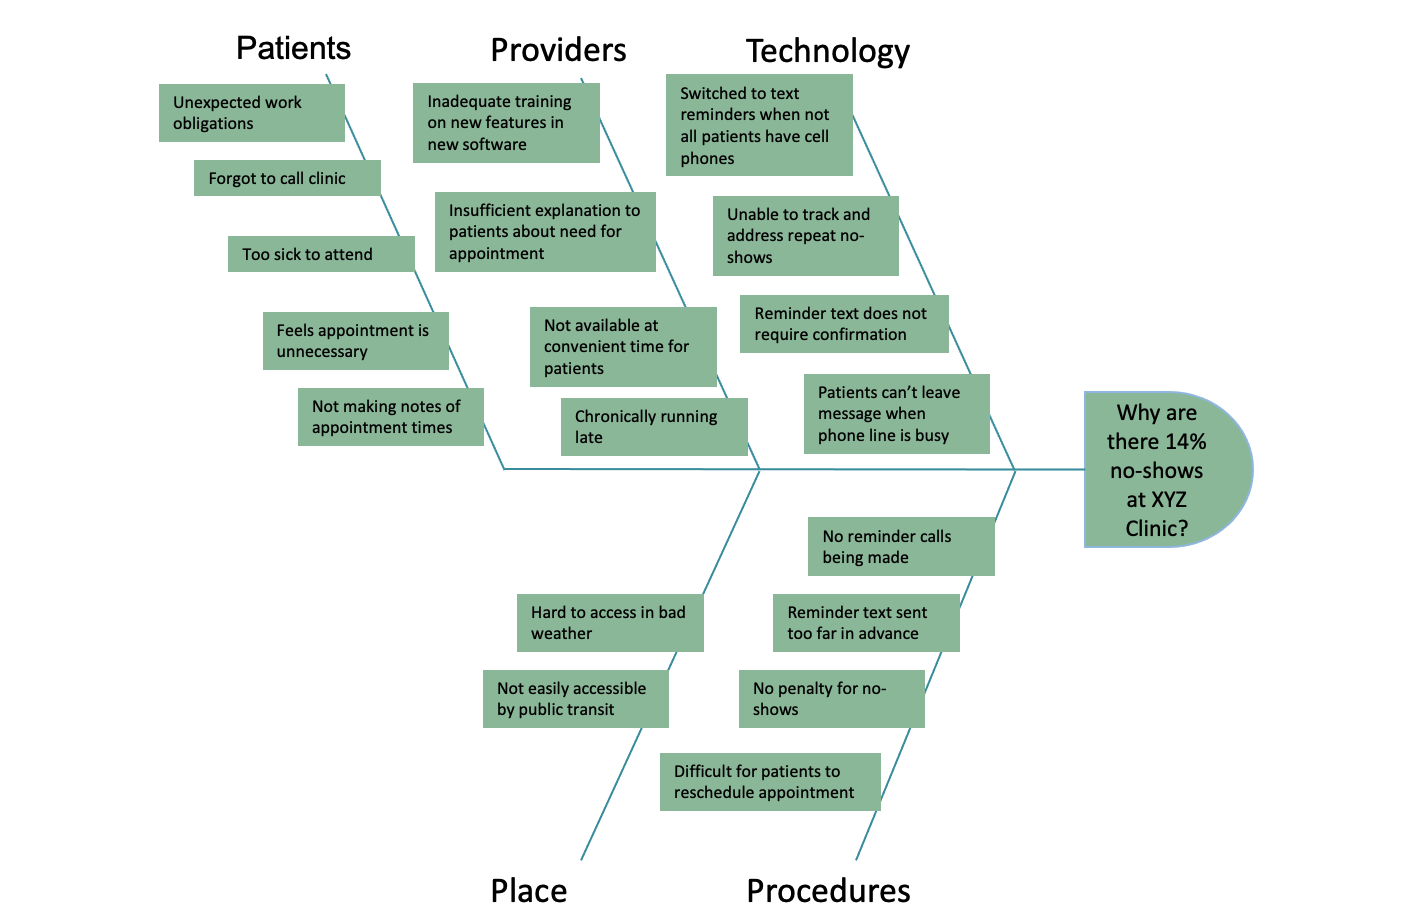 Patients
Providers
Technology
Unexpected work
obligations
Forgot to call clinic
Too sick to attend
Feels appointment is
unnecessary
Not making notes of
appointment times
Inadequate training
on new features in
new software
Insufficient explanation to
patients about need for
appointment
Not available at
convenient time for
patients
Chronically running
late
Switched to text
reminders when not
all patients have cell
phones
Unable to track and
address repeat no-
shows
Reminder text does not
require confirmation
Patients can’t leave
message when
phone line is busy
Why are
there 14%
no-shows
at XYZ
Clinic?
Hard to access in bad
weather
Not easily accessible
by public transit
No reminder calls
being made
Reminder text sent
too far in advance
No penalty for no-
shows
Difficult for patients to
reschedule appointment
Place
Procedures